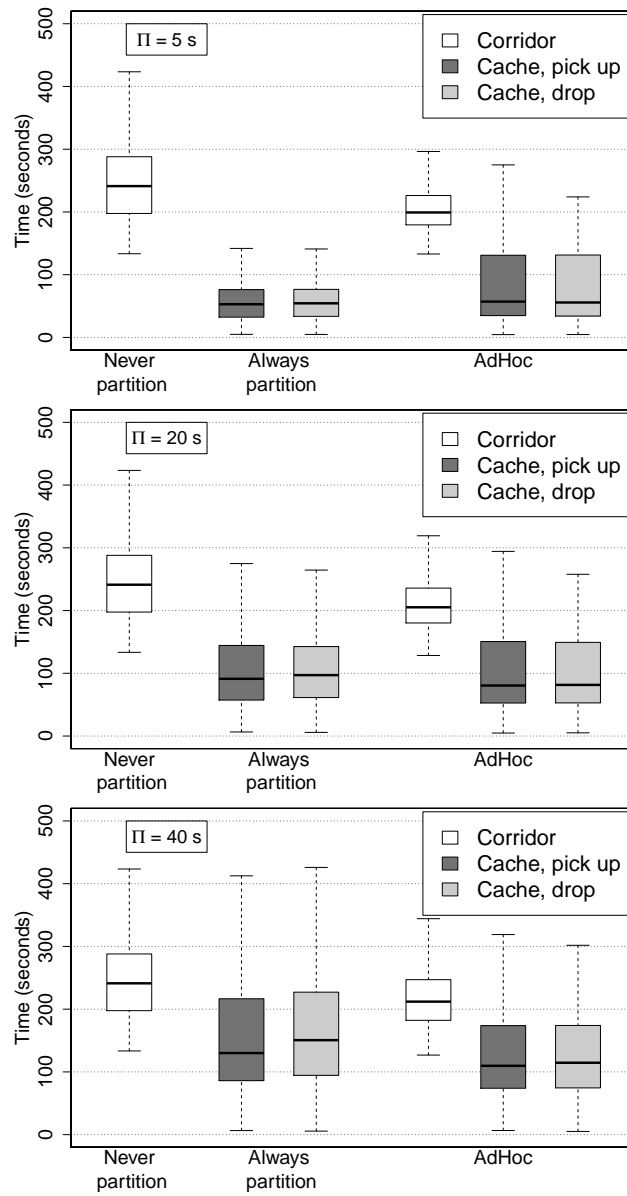 Π = 5 s
Corridor
Cache, pick up
Cache, drop
Time (seconds)
500
400
300
200
100
0
Never
partition
Always
partition
AdHoc
Π = 20 s
Corridor
Cache, pick up
Cache, drop
Time (seconds)
500
400
300
200
100
0
Never
partition
Always
partition
AdHoc
Π = 40 s
Corridor
Cache, pick up
Cache, drop
Time (seconds)
500
400
300
200
100
0
Never
partition
Always
partition
AdHoc